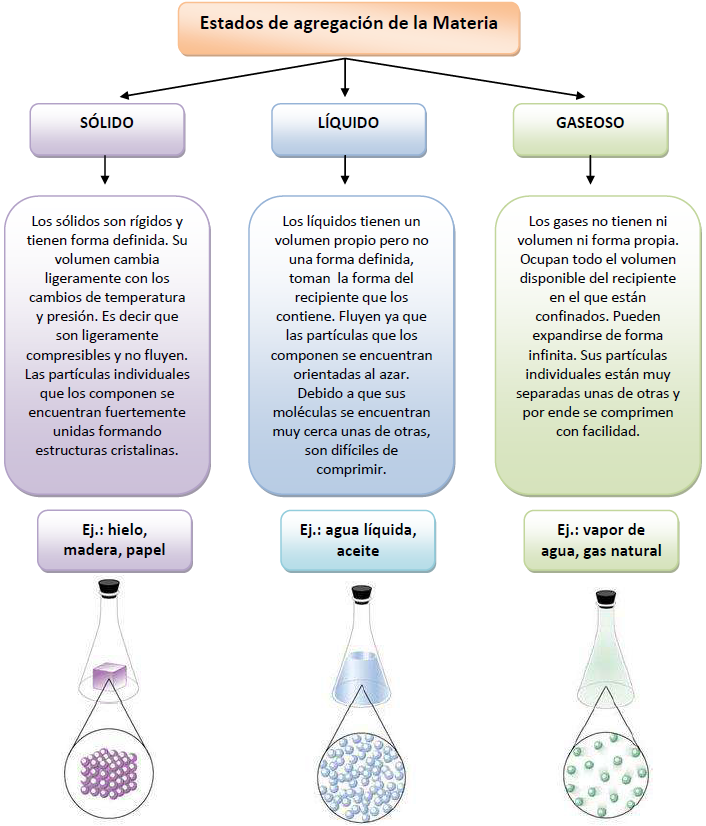 Estados de agregación de la Materia
SÓLIDO
LÍQUIDO
GASEOSO
Los sólidos son rígidos y
tienen forma definida. Su
volumen cambia
ligeramente con los
cambios de temperatura
y presión. Es decir que
son ligeramente
compresibles y no fluyen.
Las partículas individuales
que los componen se
encuentran fuertemente
unidas formando
estructuras cristalinas.
Los líquidos tienen un
volumen propio pero no
una forma definida,
toman la forma del
recipiente que los
contiene. Fluyen ya que
las partículas que los
componen se encuentran
orientadas al azar.
Debido a que sus
moléculas se encuentran
muy cerca unas de otras,
son difíciles de
comprimir.
Los gases no tienen ni
volumen ni forma propia.
Ocupan todo el volumen
disponible del recipiente
en el que están
confinados. Pueden
expandirse de forma
infinita. Sus partículas
individuales están muy
separadas unas de otras y
por ende se comprimen
con facilidad.
Ej.: hielo,
madera, papel
Ej.: agua líquida,
aceite
Ej.: vapor de
agua, gas natural